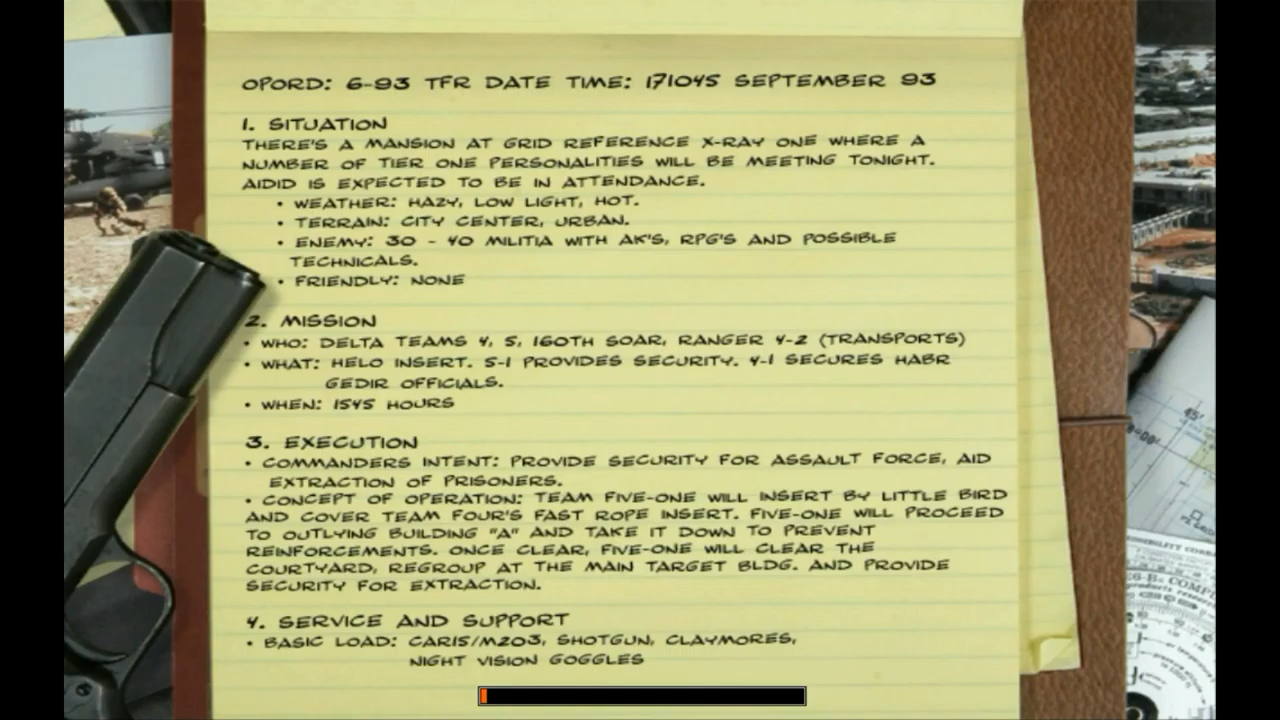 OPORD: 6-93 TFR DATE TIME: 171045 SEPTEMBER 93
1. SITUATION
THERE'S A MANSION AT GRID REFERENCE X-RAY ONE WHERE A
NUMBER OF TIER ONE PERSONALITIES WILL BE MEETING TONIGHT.
AIDID IS EXPECTED TO BE IN ATTENDANCE.
• WEATHER: HAZY, LOW LIGHT, HOT.
• TERRAIN: CITY CENTER, URBAN.
• ENEMY: 30 - 40 MILITIA WITH AK'S, RPG'S AND POSSIBLE
TECHNICALS.
• FRIENDLY: NONE
2. MISSION
• WHO: DELTA TEAMS 4, 5, 160TH SOAR, RANGER 4-2 (TRANSPORTS)
• WHAT: HELO INSERT. 5-1 PROVIDES SECURITY. 4-1 SECURES HABR
GEDIR OFFICIALS.
• WHEN: 1545 HOURS
3. EXECUTION
• COMMANDERS INTENT: PROVIDE SECURITY FOR ASSAULT FORCE, AID
EXTRACTION OF PRISONERS.
• CONCEPT OF OPERATION: TEAM FIVE-ONE WILL INSERT BY LITTLE BIRD
AND COVER TEAM FOUR'S FAST ROPE INSERT. FIVE-ONE WILL PROCEED
TO OUTLYING BUILDING "A" AND TAKE IT DOWN TO PREVENT
REINFORCEMENTS. ONCE CLEAR, FIVE-ONE WILL CLEAR THE
COURTYARD, REGROUP AT THE MAIN TARGET BLDG. AND PROVIDE
SECURITY FOR EXTRACTION.
4. SERVICE AND SUPPORT
• BASIC LOAD: CAR15/M203, SHOTGUN, CLAYMORES,
NIGHT VISION GOGGLES
45'